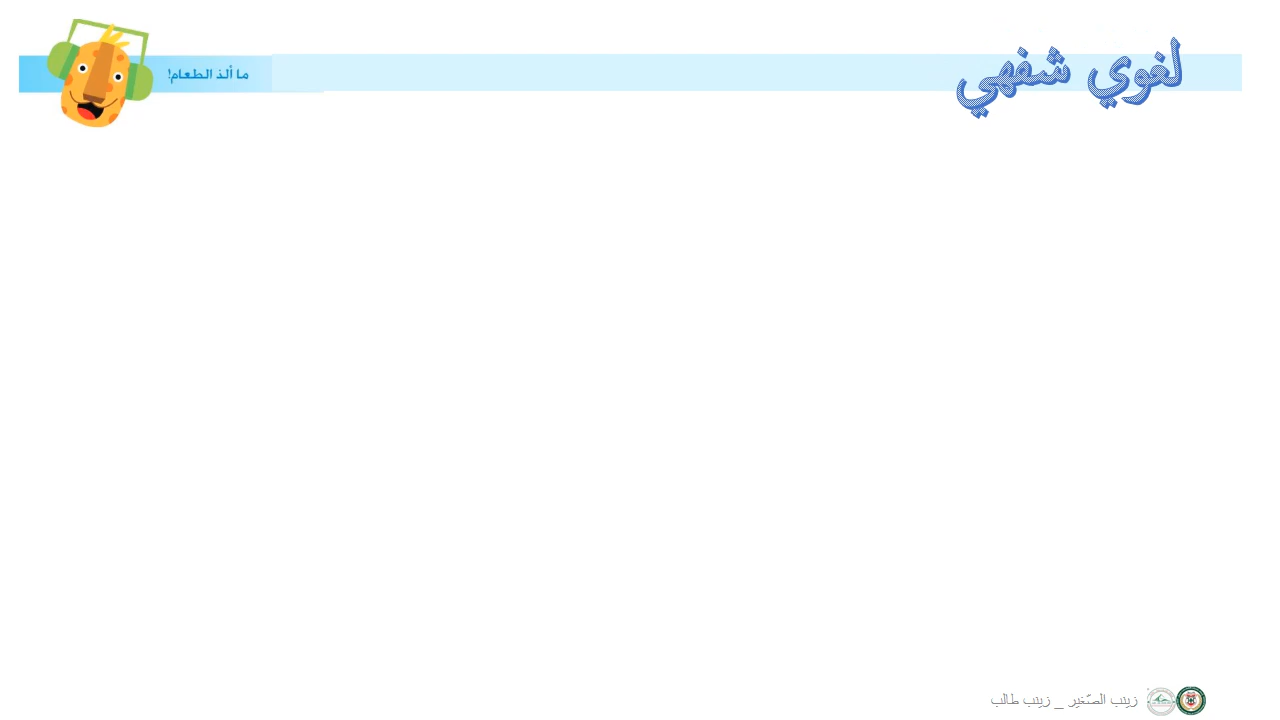 لغوي شفهي
ما ألذ الطعام!
زينب الصّغير _ زينب طالب